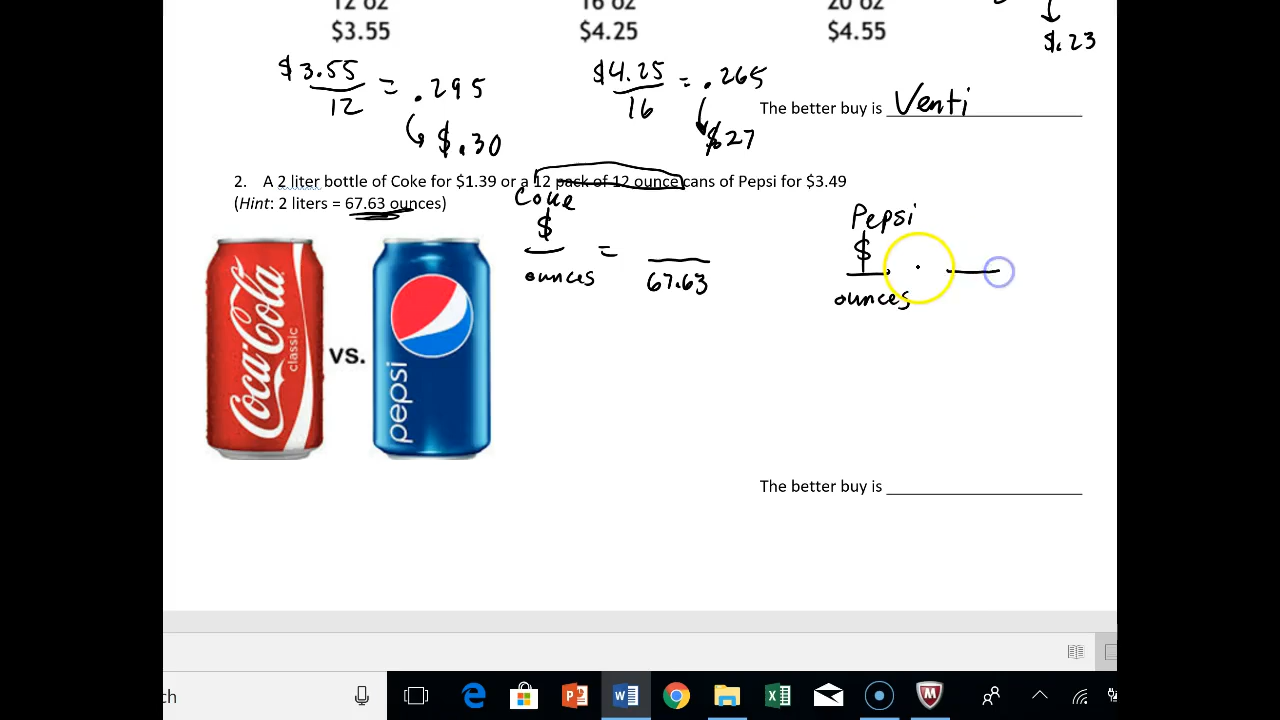 12 oz 16 oz 20 oz
$3.55 $4.25 $4.55
$.23
$3.55 / 12 = .295
$.30
$4.25 / 16 = .265
$.27
The better buy is Venti
2. A 2 liter bottle of Coke for $1.39 or a 12 pack of 12 ounce cans of Pepsi for $3.49
(Hint: 2 liters = 67.63 ounces)
Coke
$
ounces
=
67.63
Pepsi
$
ounces
Coca-Cola
classic
VS.
pepsi
The better buy is
ch